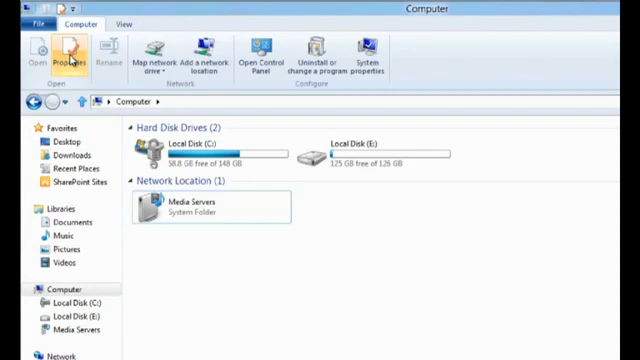 Computer
File Computer View
Open Properties Rename Map network drive Add a network location Open Control Panel Uninstall or change a program System properties
Open Network Configure
Computer
Favorites
Desktop
Downloads
Recent Places
SharePoint Sites
Libraries
Documents
Music
Pictures
Videos
Computer
Local Disk (C:)
Local Disk (E:)
Media Servers
Network
Hard Disk Drives (2)
Local Disk (C:)
58.8 GB free of 148 GB
Local Disk (E:)
125 GB free of 126 GB
Network Location (1)
Media Servers
System Folder